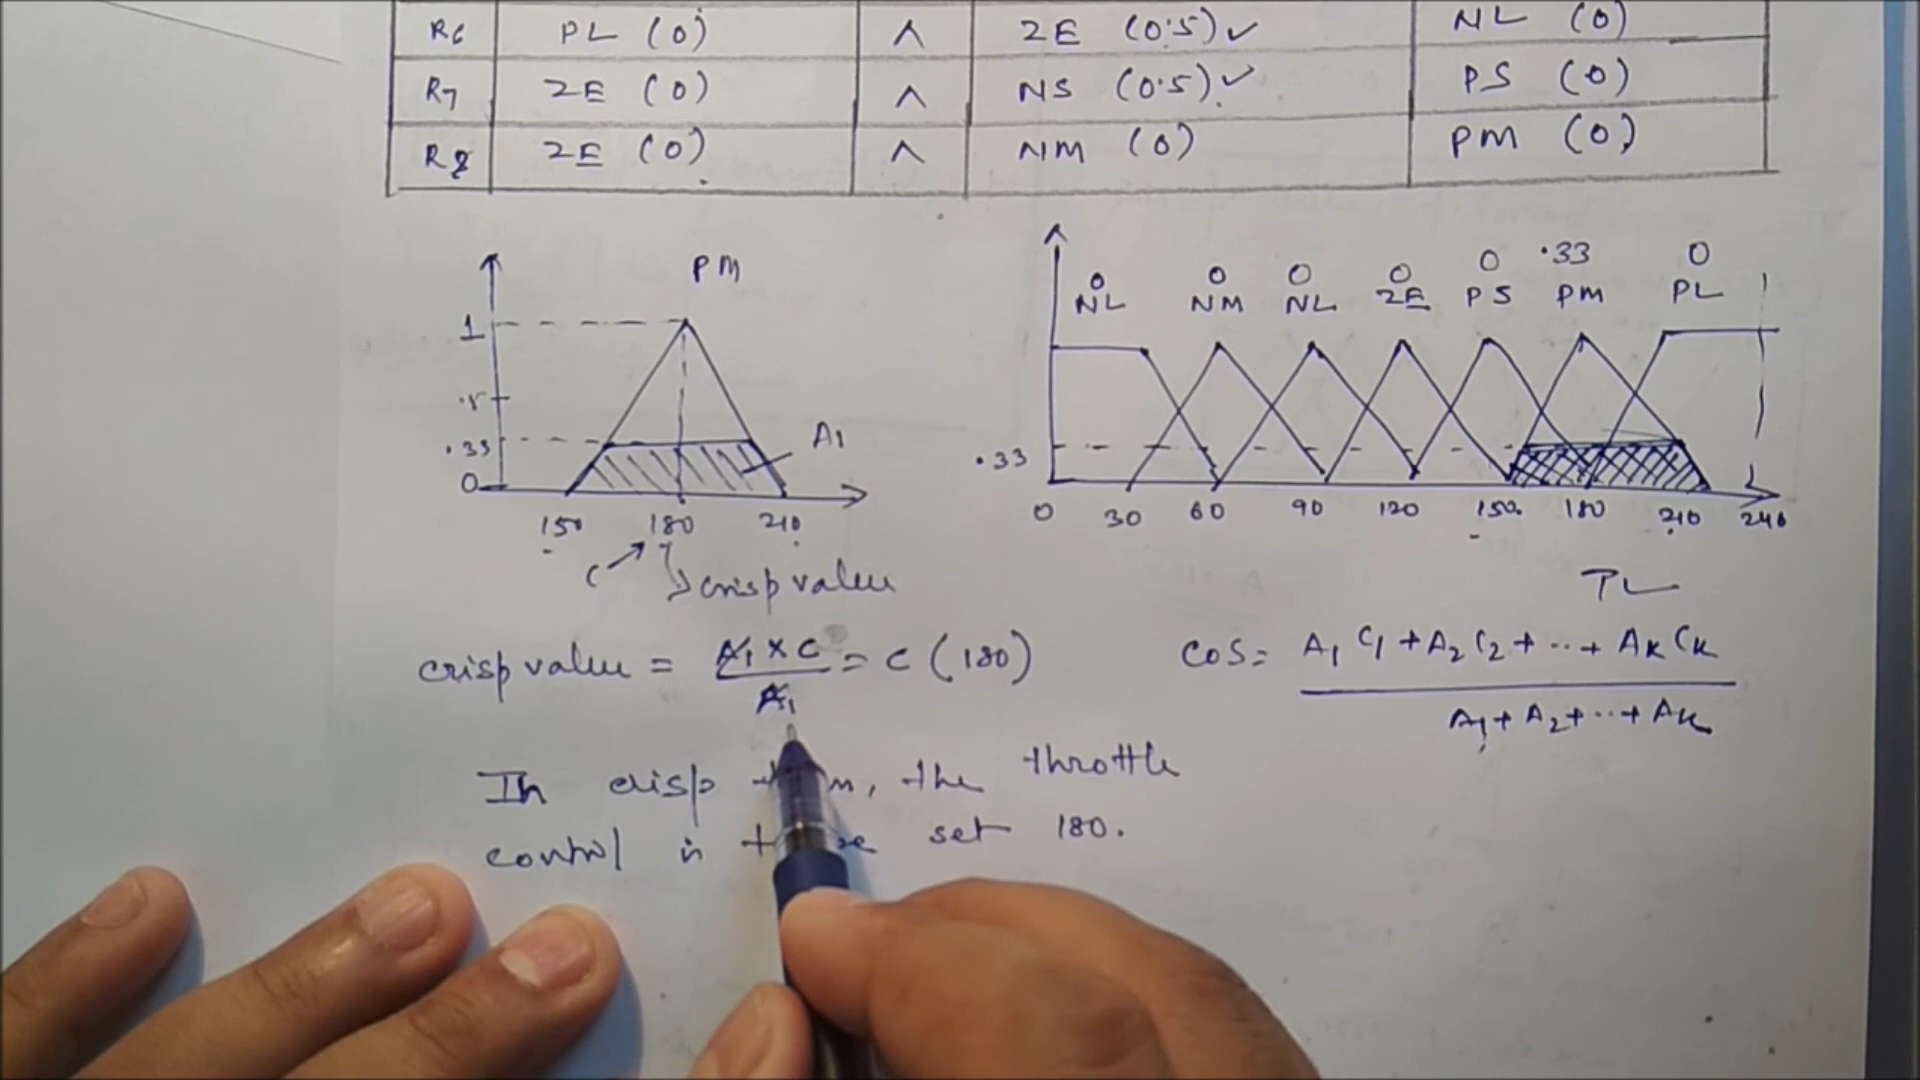 R6 PL (0) ∧ ZE (0.5)✓ NL (0)
R7 ZE (0) ∧ NS (0.5)✓ PS (0)
R8 ZE (0) ∧ NM (0) PM (0)
PM
1
.5
.33
0
A1
150 180 210
C
crisp value
0 0 0 0 0 .33 0
NL NM NL ZE PS PM PL
.33
0 30 60 90 120 150 180 210 240
TL
crisp value = A1 × C / A1 = C (180)
COS = A1 C1 + A2 C2 + ... + AK CK / A1 + A2 + ... + AK
In crisp the throttle
control is set 180.